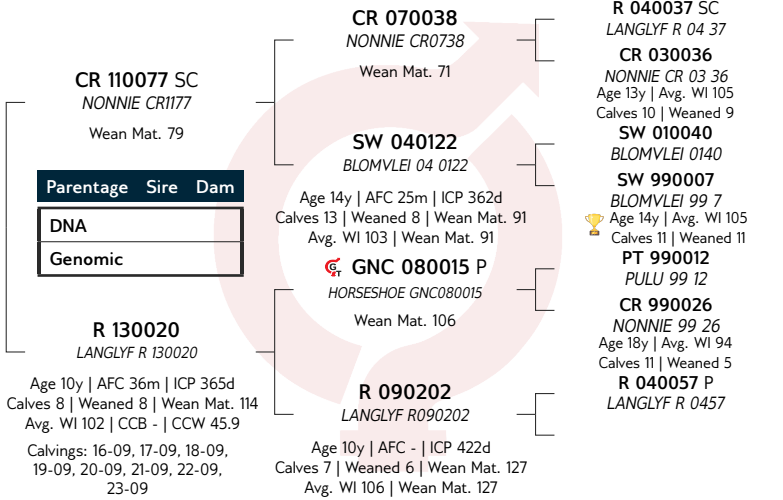 CR 110077 SC
NONNIE CR1177
Wean Mat. 79
Parentage Sire Dam
DNA
Genomic
R 130020
LANGLYF R 130020
Age 10y | AFC 36m | ICP 365d
Calves 8 | Weaned 8 | Wean Mat. 114
Avg. WI 102 | CCB - | CCW 45.9
Calvings: 16-09, 17-09, 18-09,
19-09, 20-09, 21-09, 22-09,
23-09
CR 070038
NONNIE CR0738
Wean Mat. 71
SW 040122
BLOMVLEI 04 0122
Age 14y | AFC 25m | ICP 362d
Calves 13 | Weaned 8 | Wean Mat. 91
Avg. WI 103 | Wean Mat. 91
GT GNC 080015 P
HORSESHOE GNC080015
Wean Mat. 106
R 090202
LANGLYF R090202
Age 10y | AFC - | ICP 422d
Calves 7 | Weaned 6 | Wean Mat. 127
Avg. WI 106 | Wean Mat. 127
R 040037 SC
LANGLYF R 04 37
CR 030036
NONNIE CR 03 36
Age 13y | Avg. WI 105
Calves 10 | Weaned 9
SW 010040
BLOMVLEI 0140
SW 990007
BLOMVLEI 99 7
Age 14y | Avg. WI 105
Calves 11 | Weaned 11
PT 990012
PULU 99 12
CR 990026
NONNIE 99 26
Age 18y | Avg. WI 94
Calves 11 | Weaned 5
R 040057 P
LANGLYF R 0457